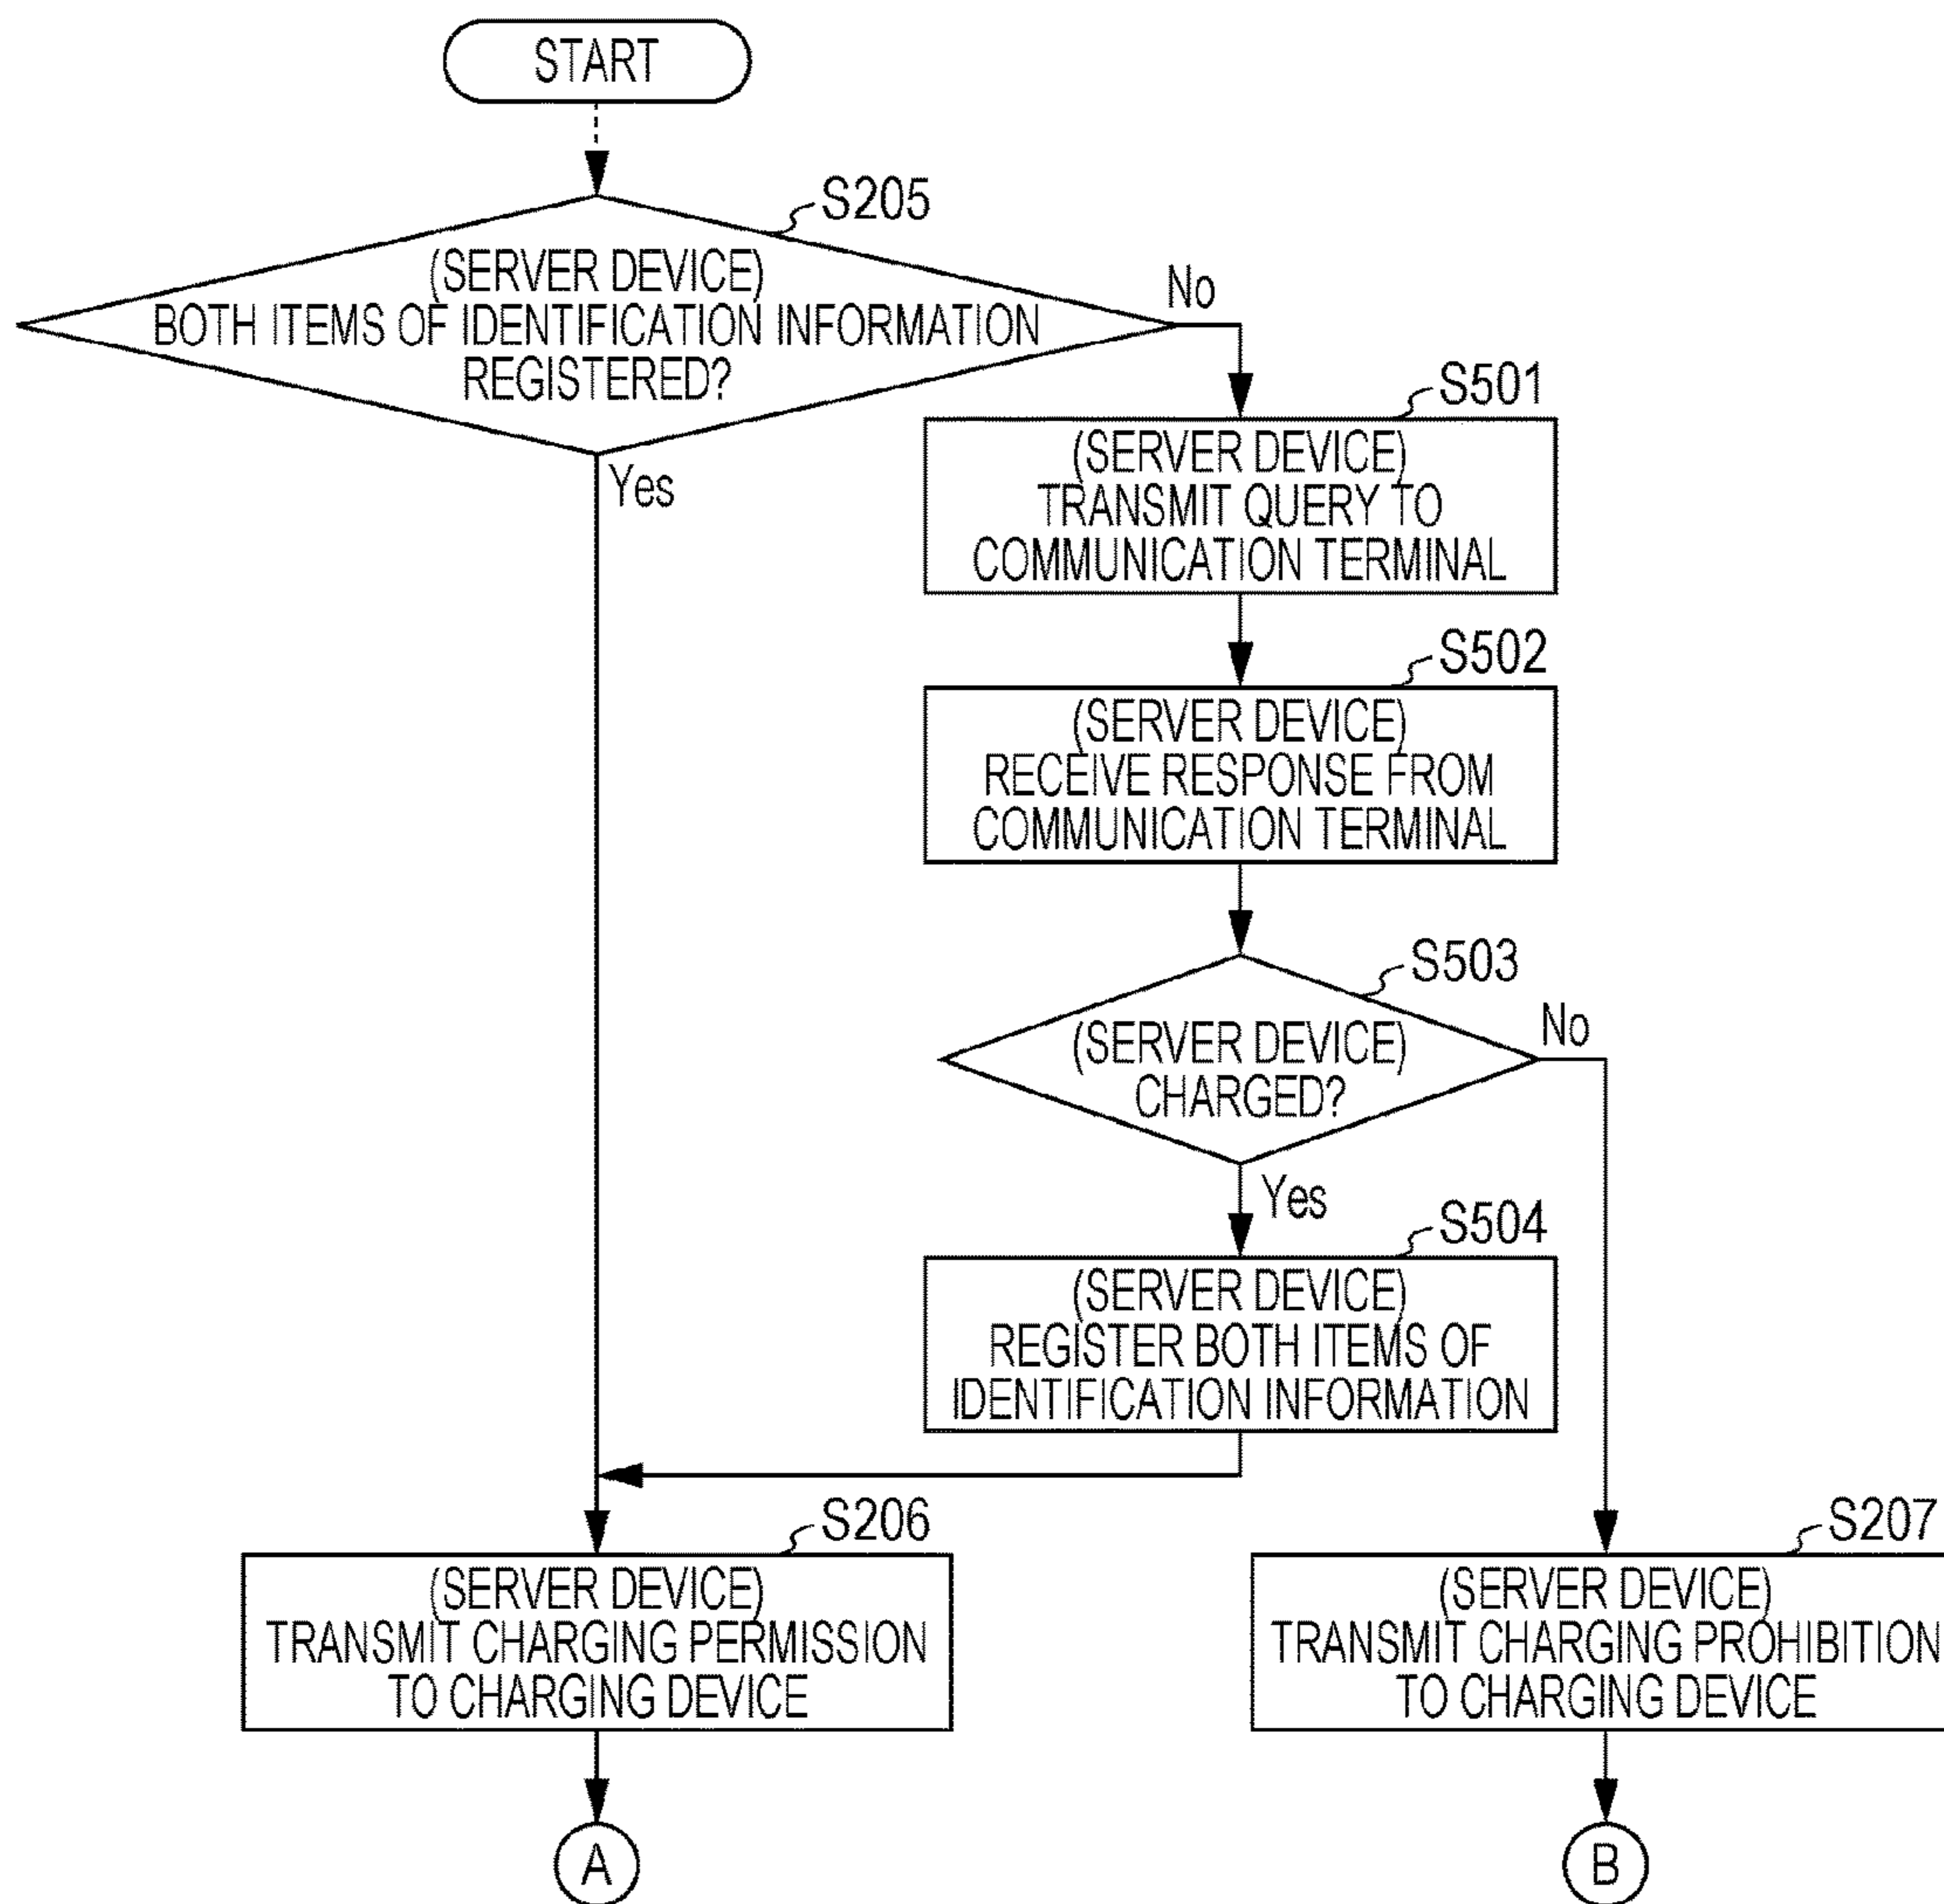 START
S205
(SERVER DEVICE)
BOTH ITEMS OF IDENTIFICATION INFORMATION
REGISTERED?
No
Yes
S501
(SERVER DEVICE)
TRANSMIT QUERY TO
COMMUNICATION TERMINAL
S502
(SERVER DEVICE)
RECEIVE RESPONSE FROM
COMMUNICATION TERMINAL
S503
(SERVER DEVICE)
CHARGED?
No
Yes
S504
(SERVER DEVICE)
REGISTER BOTH ITEMS OF
IDENTIFICATION INFORMATION
S206
(SERVER DEVICE)
TRANSMIT CHARGING PERMISSION
TO CHARGING DEVICE
S207
(SERVER DEVICE)
TRANSMIT CHARGING PROHIBITION
TO CHARGING DEVICE
A
B